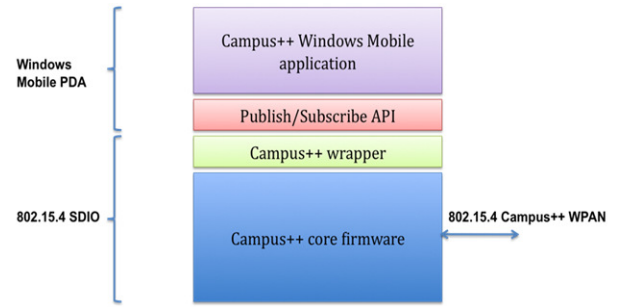 Campus++ Windows Mobile
application
Windows
Mobile PDA
Publish/Subscribe API
Campus++ wrapper
802.15.4 SDIO
802.15.4 Campus++ WPAN
Campus++ core firmware